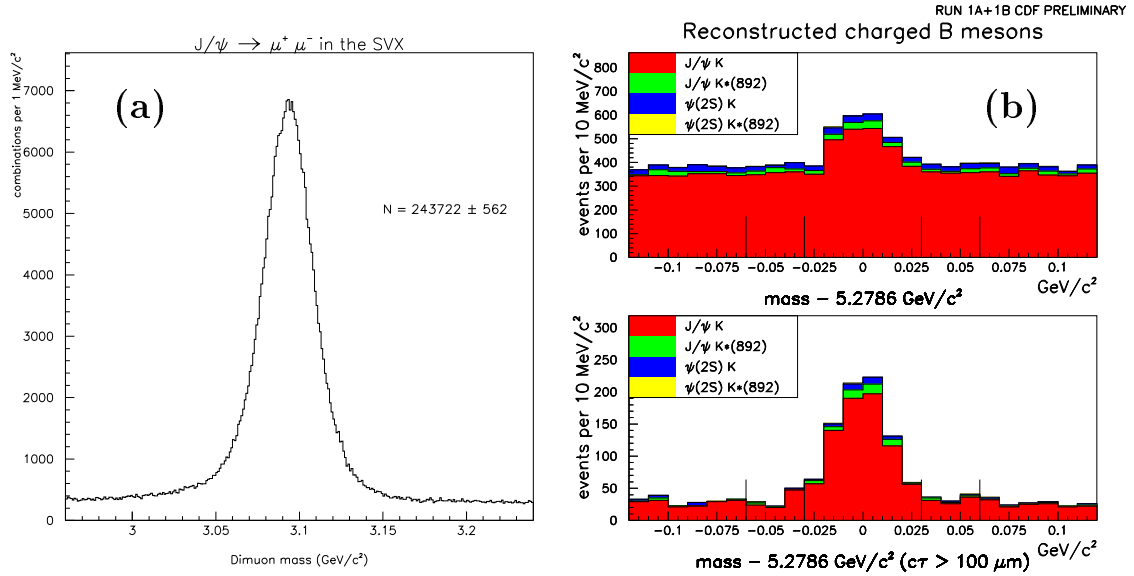 RUN 1A+1B CDF PRELIMINARY
J/ψ → μ⁺ μ⁻ in the SVX
combinations per 1 MeV/c²
7000
6000
5000
4000
3000
2000
1000
0
(a)
N = 243722 ± 562
3 3.05 3.1 3.15 3.2
Dimuon mass (GeV/c²)
Reconstructed charged B mesons
events per 10 MeV/c²
800
700
600
500
400
300
200
100
0
J/ψ K
J/ψ K*(892)
ψ(2S) K
ψ(2S) K*(892)
(b)
-0.1 -0.075 -0.05 -0.025 0 0.025 0.05 0.075 0.1
GeV/c²
mass - 5.2786 GeV/c²
events per 10 MeV/c²
300
250
200
150
100
50
0
J/ψ K
J/ψ K*(892)
ψ(2S) K
ψ(2S) K*(892)
-0.1 -0.075 -0.05 -0.025 0 0.025 0.05 0.075 0.1
GeV/c²
mass - 5.2786 GeV/c² (cτ > 100 μm)